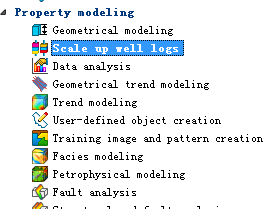 Property modeling
Geometrical modeling
Scale up well logs
Data analysis
Geometrical trend modeling
Trend modeling
User-defined object creation
Training image and pattern creation
Facies modeling
Petrophysical modeling
Fault analysis